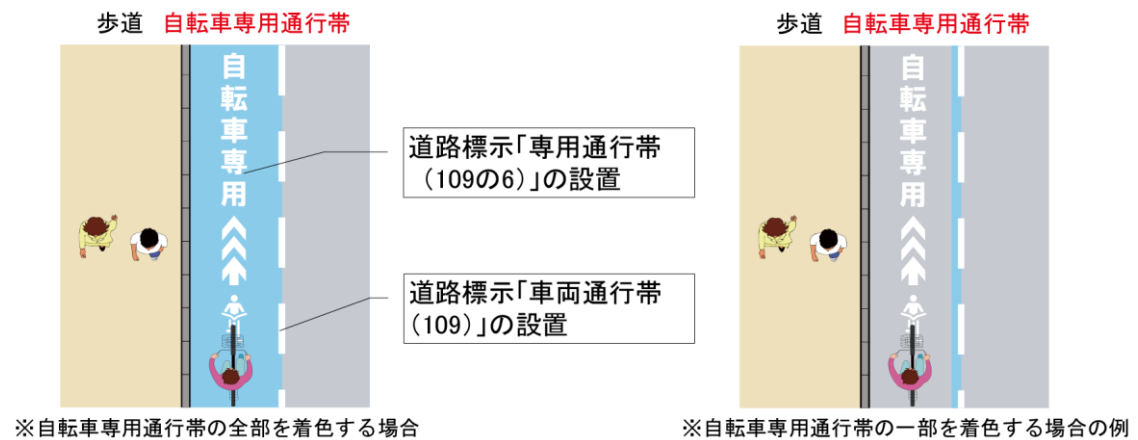 歩道 自転車専用通行帯
自転車専用
道路標示「専用通行帯
(109の6)」の設置
道路標示「車両通行帯
(109)」の設置
※自転車専用通行帯の全部を着色する場合
歩道 自転車専用通行帯
自転車専用
※自転車専用通行帯の一部を着色する場合の例